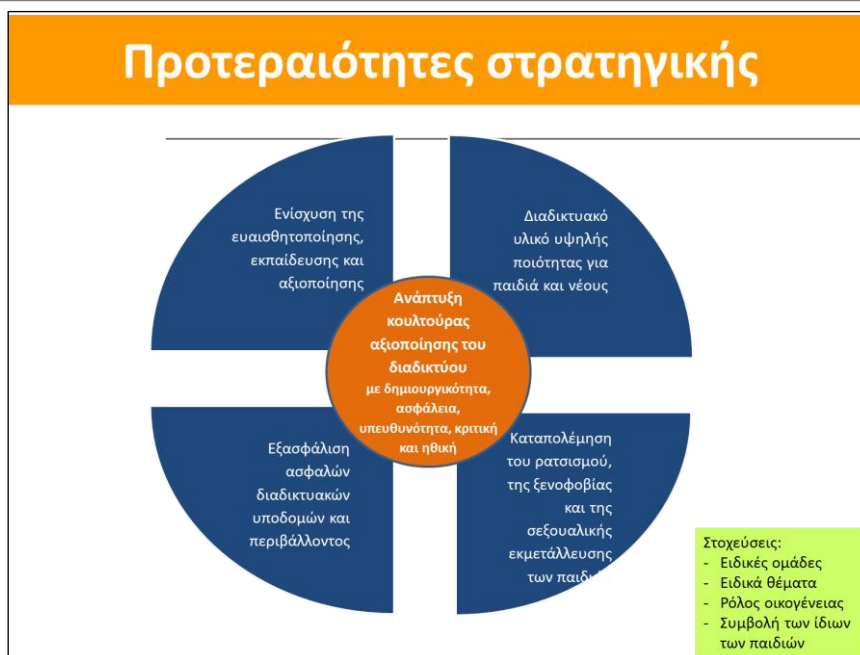 Προτεραιότητες στρατηγικής
Ενίσχυση της
ευαισθητοποίησης,
εκπαίδευσης και
αξιοποίησης
Διαδικτυακό
υλικό υψηλής
ποιότητας για
παιδιά και νέους
Ανάπτυξη
κουλτούρας
αξιοποίησης του
διαδικτύου
με δημιουργικότητα,
ασφάλεια,
υπευθυνότητα, κριτική
και ηθική
Εξασφάλιση
ασφαλών
διαδικτυακών
υποδομών και
περιβάλλοντος
Καταπολέμηση
του ρατσισμού,
της ξενοφοβίας
και της
σεξουαλικής
εκμετάλλευσης
των
Στοχεύσεις:
- Ειδικές ομάδες
- Ειδικά θέματα
- Ρόλος οικογένειας
- Συμβολή των ίδιων
των παιδιών